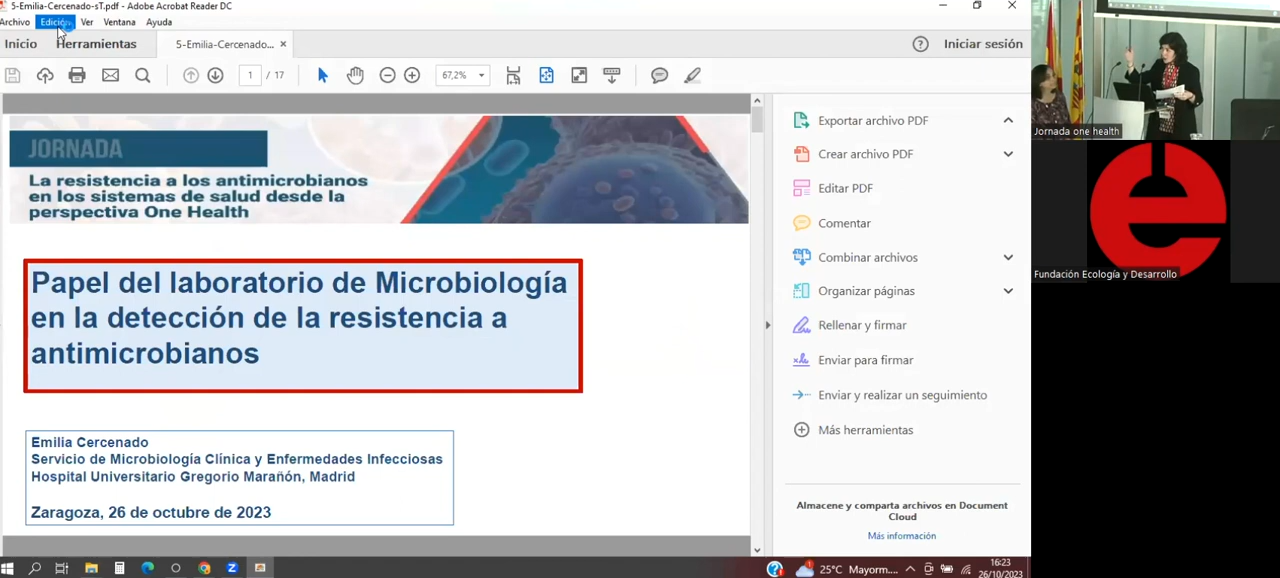 5-Emilia-Cercenado-sT.pdf - Adobe Acrobat Reader DC
Archivo Edición Ver Ventana Ayuda
Inicio Herramientas 5-Emilia-Cercenado... × Iniciar sesión
1 / 17 67,2%
JORNADA
La resistencia a los antimicrobianos
en los sistemas de salud desde la
perspectiva One Health
Papel del laboratorio de Microbiología
en la detección de la resistencia a
antimicrobianos
Emilia Cercenado
Servicio de Microbiología Clínica y Enfermedades Infecciosas
Hospital Universitario Gregorio Marañón, Madrid
Zaragoza, 26 de octubre de 2023
Exportar archivo PDF
Crear archivo PDF
Editar PDF
Comentar
Combinar archivos
Organizar páginas
Rellenar y firmar
Enviar para firmar
Enviar y realizar un seguimiento
Más herramientas
Almacene y comparta archivos en Document
Cloud
Más información
Jornada one health
e
Fundación Ecología y Desarrollo
25°C Mayorm....
16:23
26/10/2023